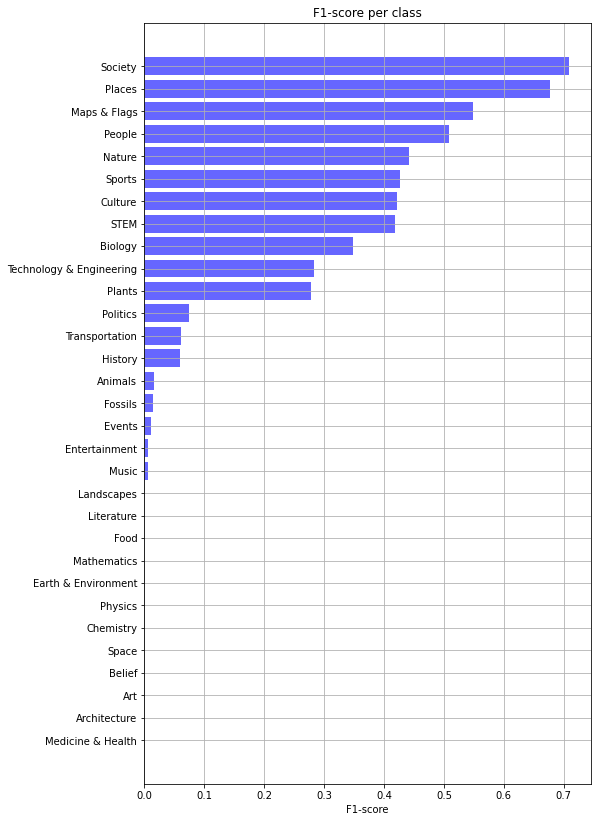 F1-score per class
Society
Places
Maps & Flags
People
Nature
Sports
Culture
STEM
Biology
Technology & Engineering
Plants
Politics
Transportation
History
Animals
Fossils
Events
Entertainment
Music
Landscapes
Literature
Food
Mathematics
Earth & Environment
Physics
Chemistry
Space
Belief
Art
Architecture
Medicine & Health
0.0 0.1 0.2 0.3 0.4 0.5 0.6 0.7
F1-score